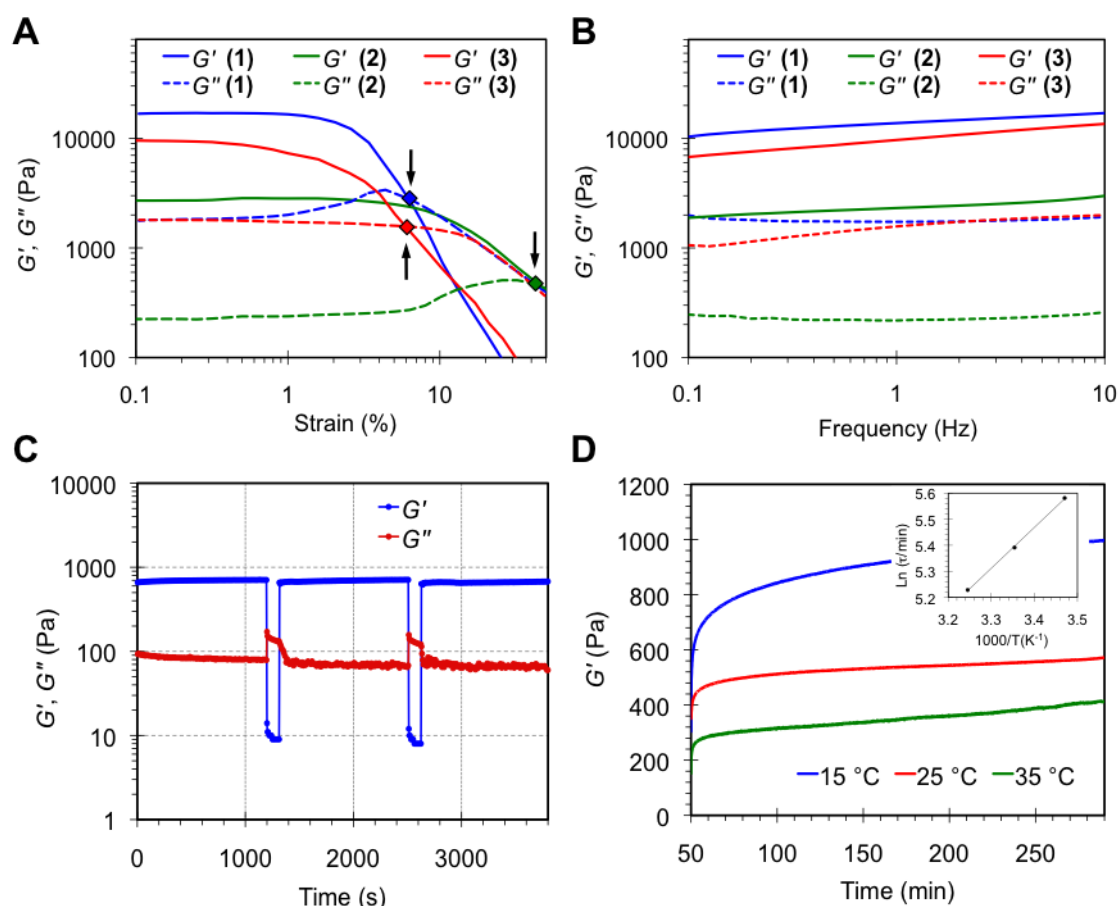 A
G′ (1) G′ (2) G′ (3)
G″ (1) G″ (2) G″ (3)
G′, G″ (Pa)
10000
1000
100
0.1 1 10
Strain (%)
B
G′ (1) G′ (2) G′ (3)
G″ (1) G″ (2) G″ (3)
G′, G″ (Pa)
10000
1000
100
0.1 1 10
Frequency (Hz)
C
G′
G″
G′, G″ (Pa)
10000
1000
100
10
1
0 1000 2000 3000
Time (s)
D
G′ (Pa)
1200
1000
800
600
400
200
0
50 100 150 200 250
Time (min)
15 °C 25 °C 35 °C
Ln (τ/min)
5.6
5.5
5.4
5.3
5.2
3.2 3.3 3.4 3.5
1000/T(K⁻¹)